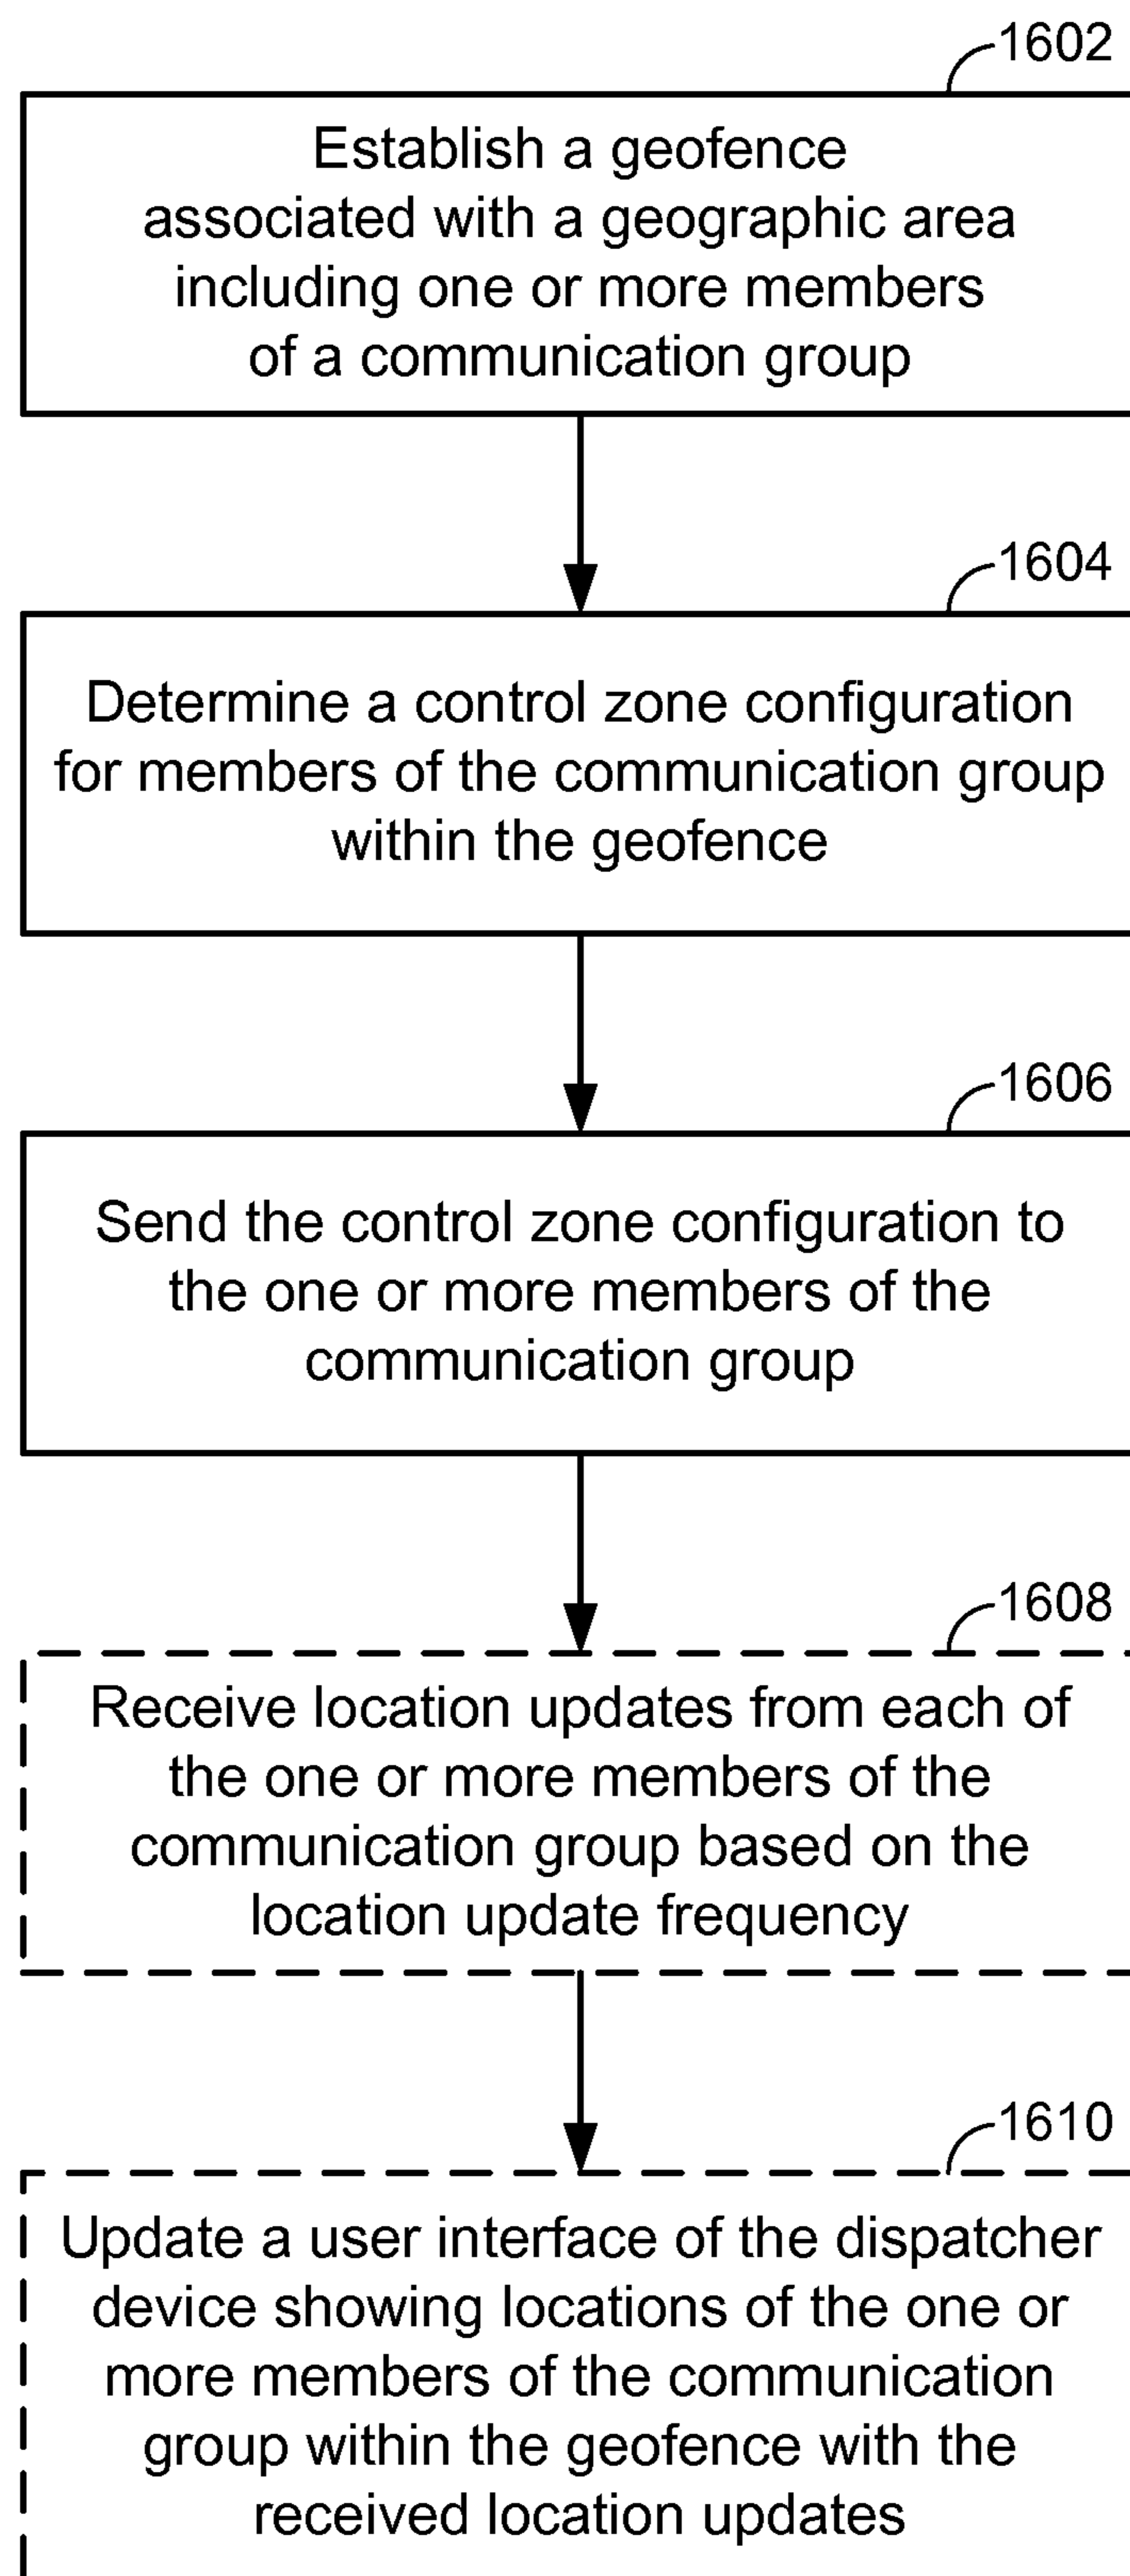 1602
Establish a geofence
associated with a geographic area
including one or more members
of a communication group
1604
Determine a control zone configuration
for members of the communication group
within the geofence
1606
Send the control zone configuration to
the one or more members of the
communication group
1608
Receive location updates from each of
the one or more members of the
communication group based on the
location update frequency
1610
Update a user interface of the dispatcher
device showing locations of the one or
more members of the communication
group within the geofence with the
received location updates